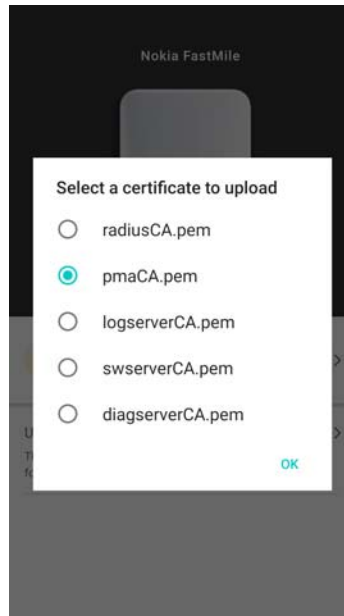 Nokia FastMile
Select a certificate to upload
radiusCA.pem
pmaCA.pem
logserverCA.pem
swserverCA.pem
diagserverCA.pem
OK